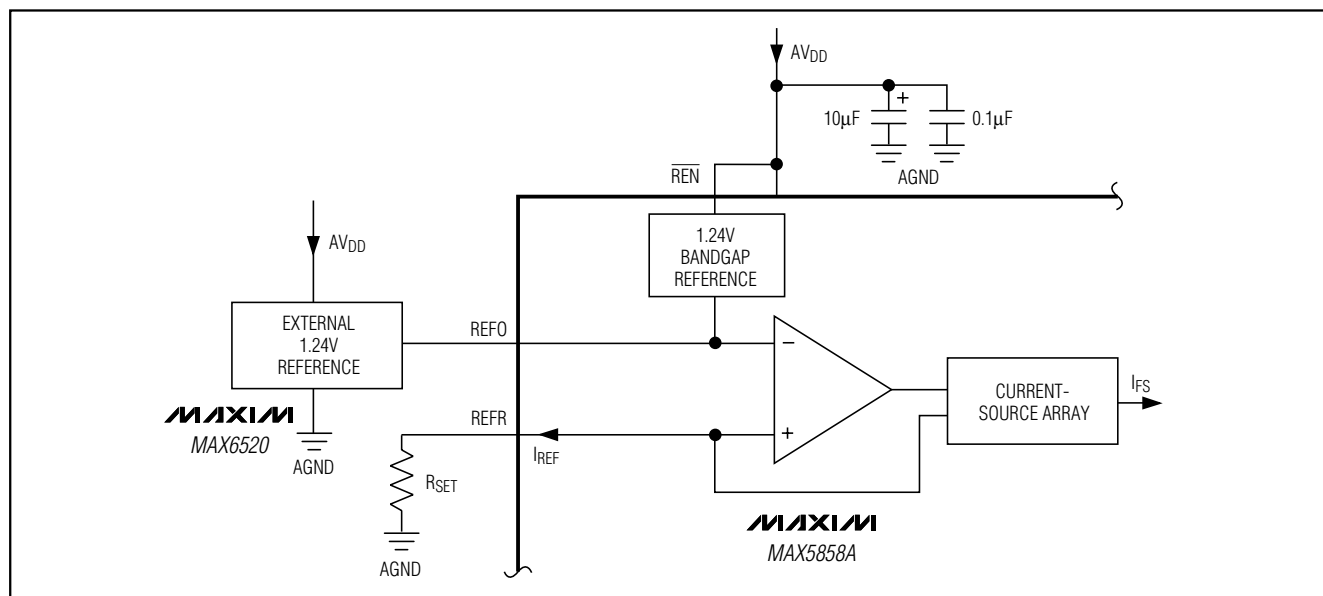 AVDD
10µF
+
0.1µF
AGND
REN
AVDD
1.24V
BANDGAP
REFERENCE
EXTERNAL
1.24V
REFERENCE
REFO
−
CURRENT-
SOURCE ARRAY
IFS
MAXIM
MAX6520
AGND
REFR
IREF
+
RSET
AGND
MAXIM
MAX5858A